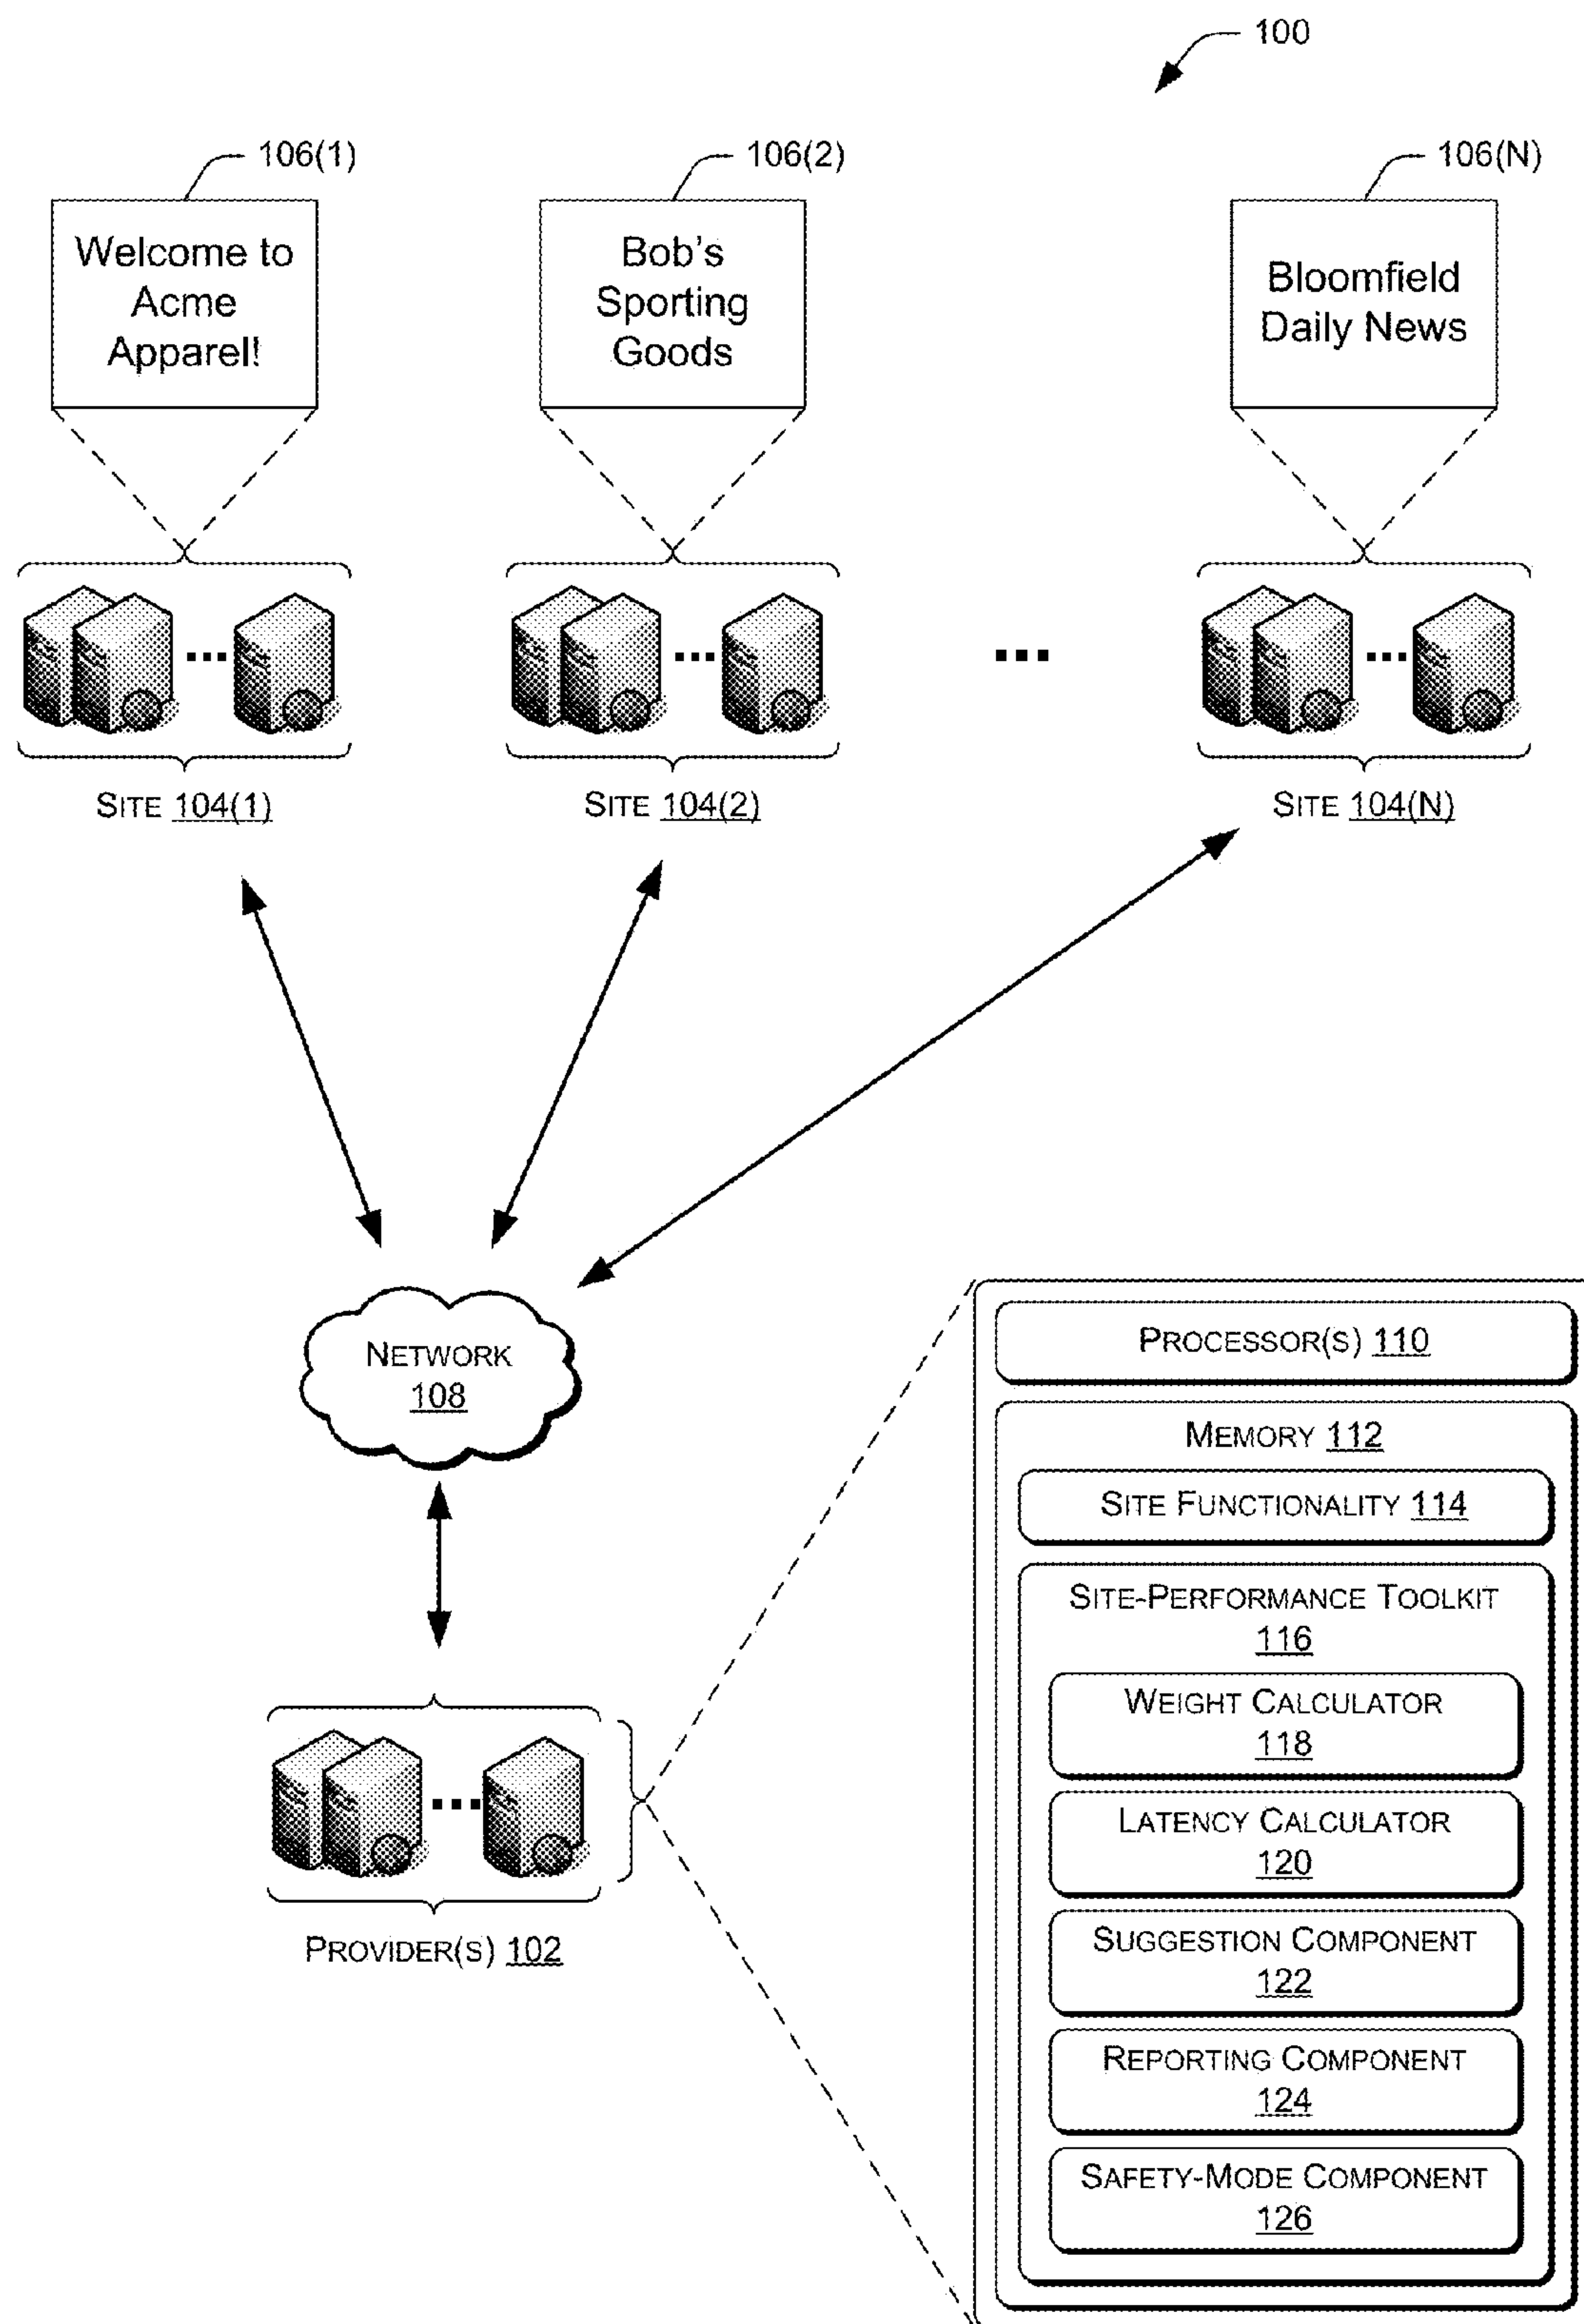 100
106(1)
106(2)
106(N)
Welcome to
Acme
Apparel!
Bob's
Sporting
Goods
Bloomfield
Daily News
...
...
...
...
SITE 104(1)
SITE 104(2)
SITE 104(N)
NETWORK
108
PROCESSOR(S) 110
MEMORY 112
SITE FUNCTIONALITY 114
SITE-PERFORMANCE TOOLKIT
116
WEIGHT CALCULATOR
118
LATENCY CALCULATOR
120
SUGGESTION COMPONENT
122
REPORTING COMPONENT
124
SAFETY-MODE COMPONENT
126
...
PROVIDER(S) 102